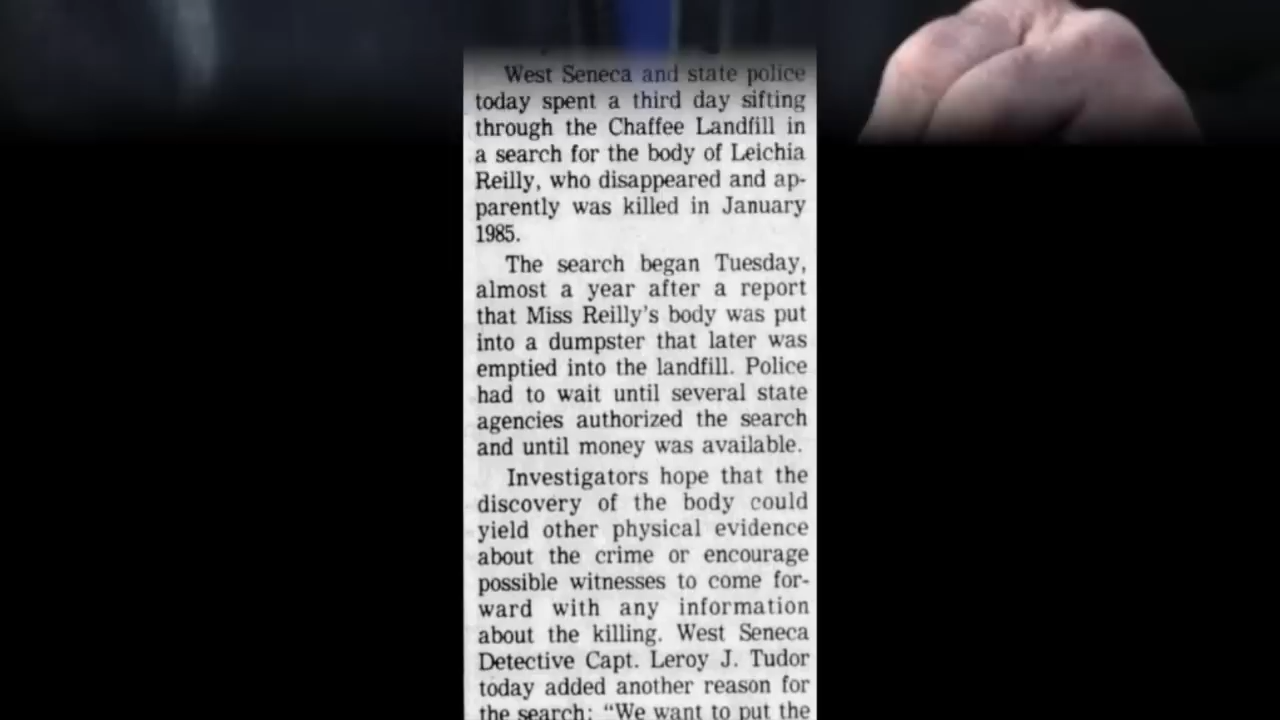 West Seneca and state police
today spent a third day sifting
through the Chaffee Landfill in
a search for the body of Leichia
Reilly, who disappeared and ap-
parently was killed in January
1985.
The search began Tuesday,
almost a year after a report
that Miss Reilly's body was put
into a dumpster that later was
emptied into the landfill. Police
had to wait until several state
agencies authorized the search
and until money was available.
Investigators hope that the
discovery of the body could
yield other physical evidence
about the crime or encourage
possible witnesses to come for-
ward with any information
about the killing. West Seneca
Detective Capt. Leroy J. Tudor
today added another reason for
the search: "We want to put the